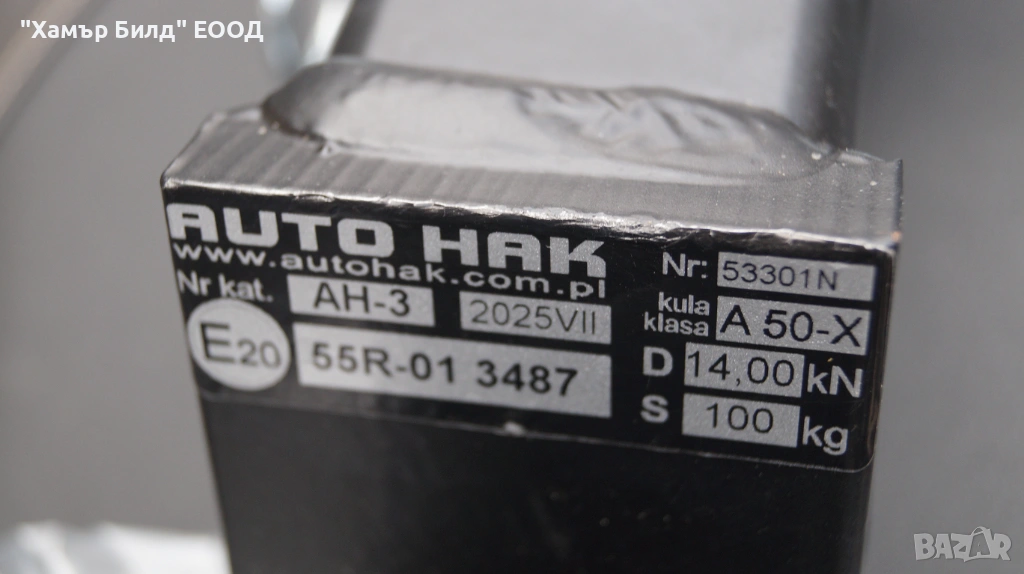 "Хамър Билд" ЕООД
AUTO HAK
www.autohak.com.pl
Nr kat. AH-3 2025VII
E20 55R-01 3487
Nr: 53301N
kula klasa A 50-X
D 14,00 kN
S 100 kg
BAZAR